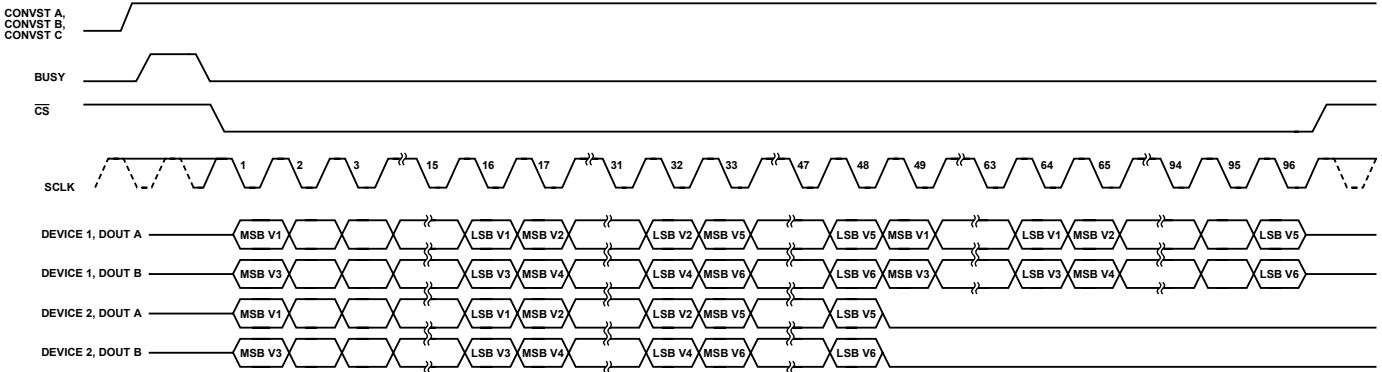 CONVST A,
CONVST B,
CONVST C
BUSY
CS
SCLK
1 2 3 15 16 17 31 32 33 47 48 49 63 64 65 94 95 96
DEVICE 1, DOUT A MSB V1 LSB V1 MSB V2 LSB V2 MSB V5 LSB V5 MSB V1 LSB V1 MSB V2 LSB V5
DEVICE 1, DOUT B MSB V3 LSB V3 MSB V4 LSB V4 MSB V6 LSB V6 MSB V3 LSB V3 MSB V4 LSB V6
DEVICE 2, DOUT A MSB V1 LSB V1 MSB V2 LSB V2 MSB V5 LSB V5
DEVICE 2, DOUT B MSB V3 LSB V3 MSB V4 LSB V4 MSB V6 LSB V6